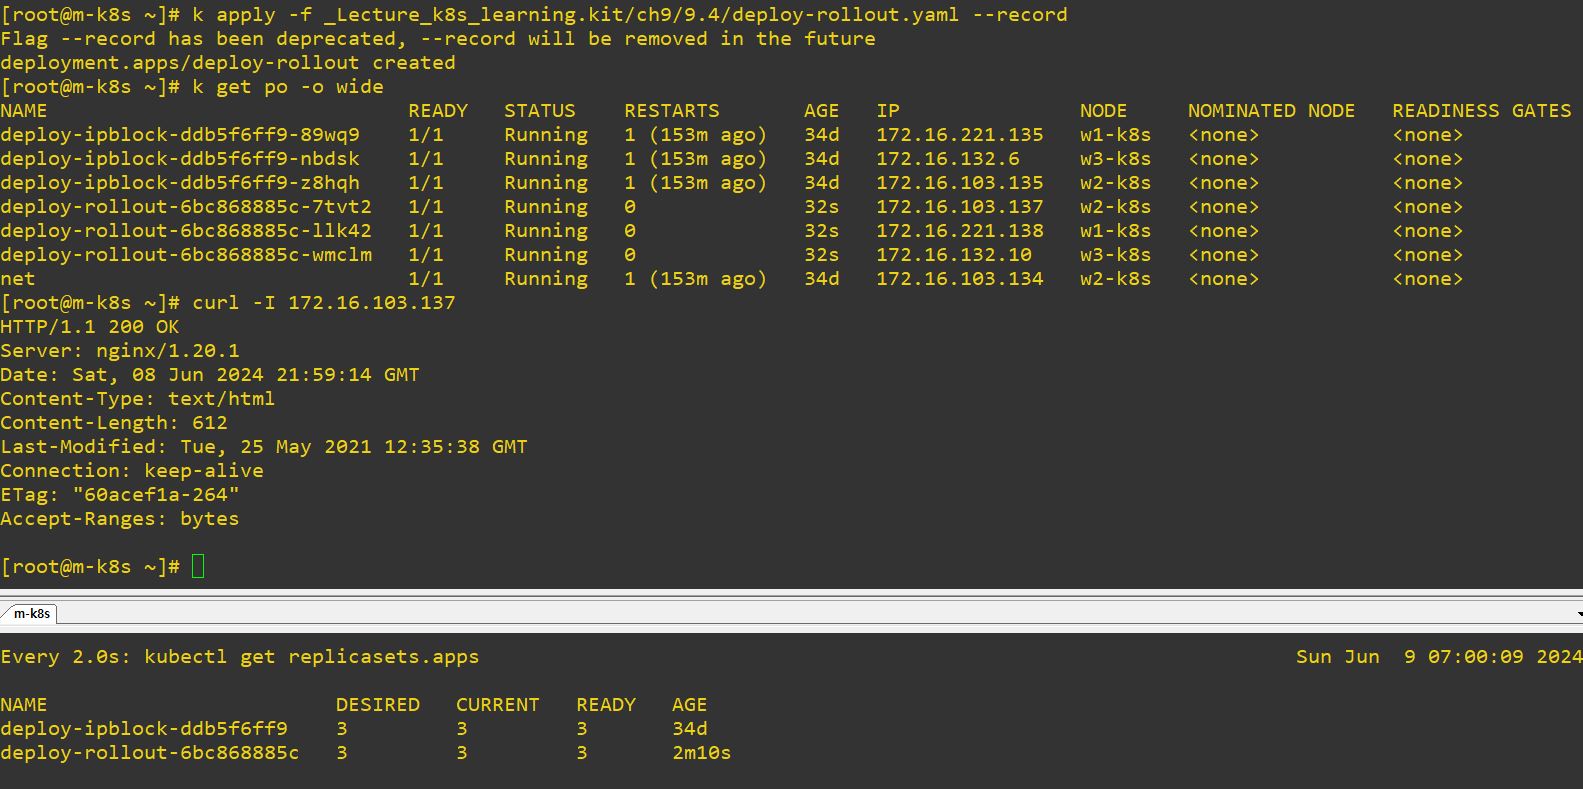 [root@m-k8s ~]# k apply -f _Lecture_k8s_learning.kit/ch9/9.4/deploy-rollout.yaml --record
Flag --record has been deprecated, --record will be removed in the future
deployment.apps/deploy-rollout created
[root@m-k8s ~]# k get po -o wide
NAME                              READY   STATUS    RESTARTS       AGE   IP               NODE     NOMINATED NODE   READINESS GATES
deploy-ipblock-ddb5f6ff9-89wq9    1/1     Running   1 (153m ago)   34d   172.16.221.135   w1-k8s   <none>           <none>
deploy-ipblock-ddb5f6ff9-nbdsk    1/1     Running   1 (153m ago)   34d   172.16.132.6     w3-k8s   <none>           <none>
deploy-ipblock-ddb5f6ff9-z8hqh    1/1     Running   1 (153m ago)   34d   172.16.103.135   w2-k8s   <none>           <none>
deploy-rollout-6bc868885c-7tvt2   1/1     Running   0              32s   172.16.103.137   w2-k8s   <none>           <none>
deploy-rollout-6bc868885c-llk42   1/1     Running   0              32s   172.16.221.138   w1-k8s   <none>           <none>
deploy-rollout-6bc868885c-wmclm   1/1     Running   0              32s   172.16.132.10    w3-k8s   <none>           <none>
net                               1/1     Running   1 (153m ago)   34d   172.16.103.134   w2-k8s   <none>           <none>
[root@m-k8s ~]# curl -I 172.16.103.137
HTTP/1.1 200 OK
Server: nginx/1.20.1
Date: Sat, 08 Jun 2024 21:59:14 GMT
Content-Type: text/html
Content-Length: 612
Last-Modified: Tue, 25 May 2021 12:35:38 GMT
Connection: keep-alive
ETag: "60acef1a-264"
Accept-Ranges: bytes
[root@m-k8s ~]#
m-k8s
Every 2.0s: kubectl get replicasets.apps   Sun Jun  9 07:00:09 2024
NAME                        DESIRED   CURRENT   READY   AGE
deploy-ipblock-ddb5f6ff9    3         3         3       34d
deploy-rollout-6bc868885c   3         3         3       2m10s